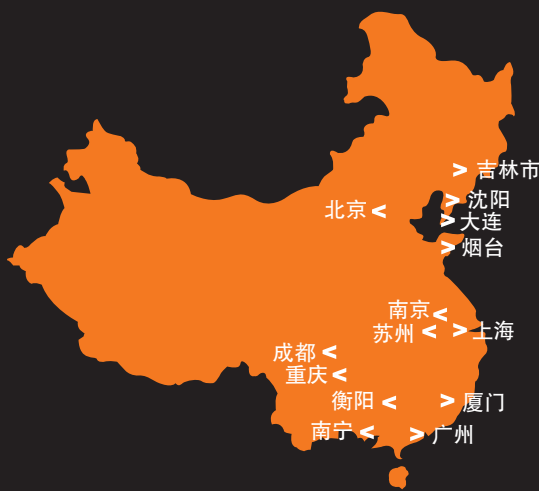 > 吉林市
> 沈阳
北京 <
> 大连
> 烟台
南京 <
苏州 <
> 上海
成都 <
重庆 <
衡阳 <
> 厦门
南宁 <
> 广州